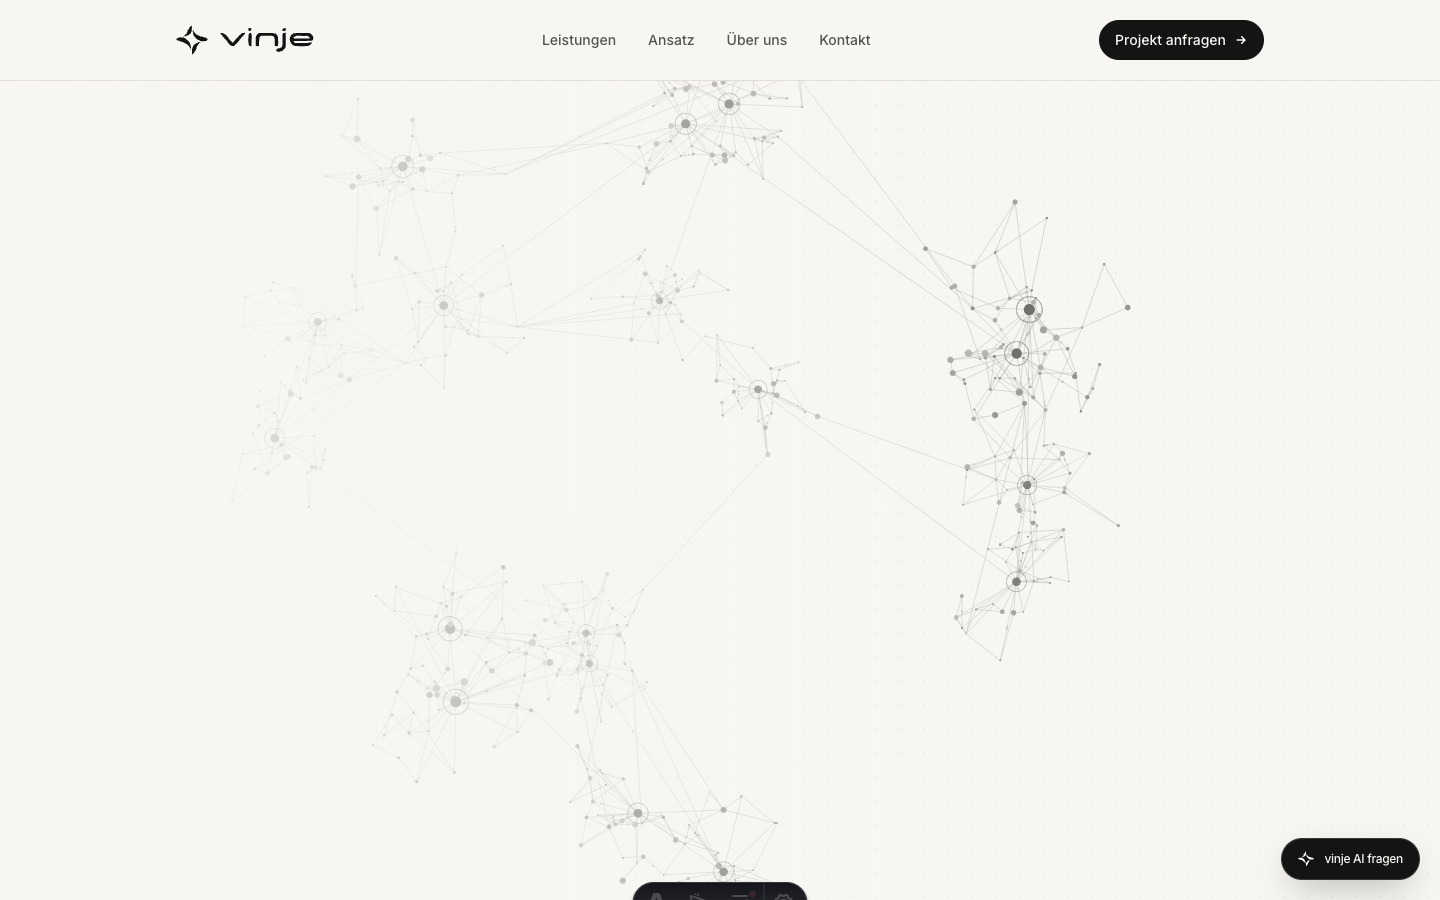 vinje
Leistungen
Ansatz
Über uns
Kontakt
Projekt anfragen
vinje AI fragen